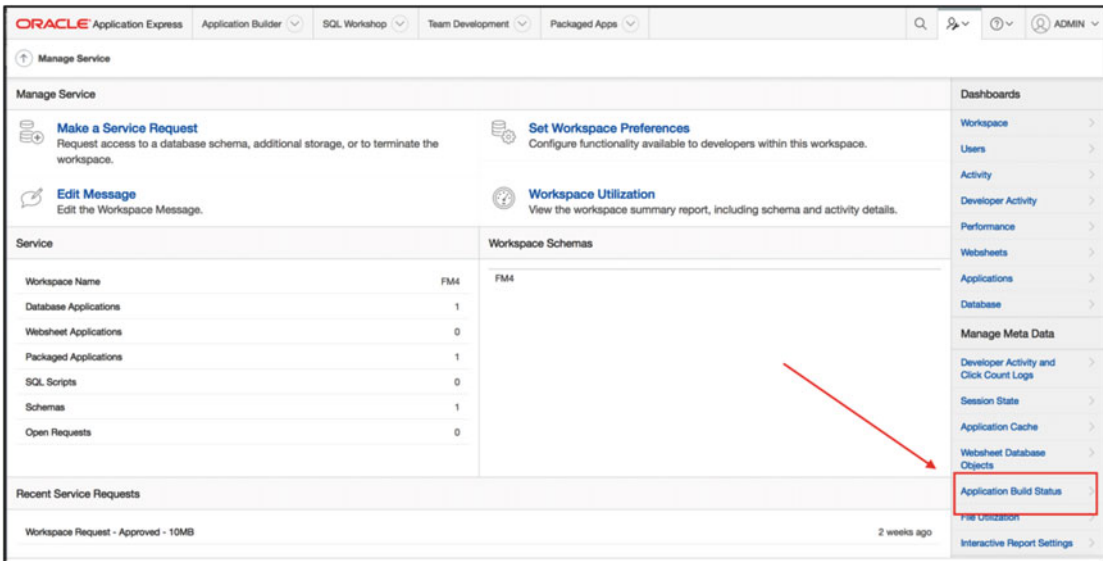 ORACLE Application Express Application Builder SQL Workshop Team Development Packaged Apps ADMIN
Manage Service
Manage Service
Make a Service Request
Request access to a database schema, additional storage, or to terminate the
workspace.
Set Workspace Preferences
Configure functionality available to developers within this workspace.
Edit Message
Edit the Workspace Message.
Workspace Utilization
View the workspace summary report, including schema and activity details.
Service
Workspace Name FM4
Database Applications 1
Websheet Applications 0
Packaged Applications 1
SQL Scripts 0
Schemas 1
Open Requests 0
Workspace Schemas
FM4
Recent Service Requests
Workspace Request - Approved - 10MB 2 weeks ago
Dashboards
Workspace
Users
Activity
Developer Activity
Performance
Websheets
Applications
Database
Manage Meta Data
Developer Activity and
Click Count Logs
Session State
Application Cache
Websheet Database
Objects
Application Build Status
File Utilization
Interactive Report Settings